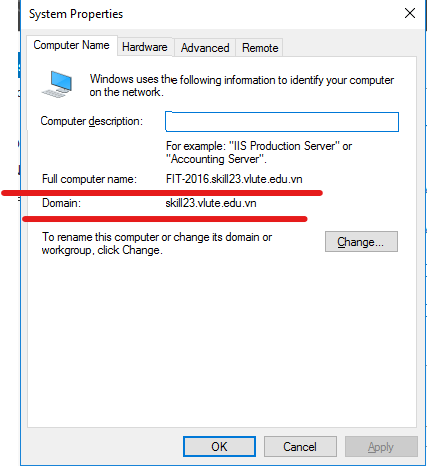 System Properties
Computer Name Hardware Advanced Remote
Windows uses the following information to identify your computer
on the network.
Computer description:
For example: "IIS Production Server" or
"Accounting Server".
Full computer name: FIT-2016.skill23.vlute.edu.vn
Domain: skill23.vlute.edu.vn
To rename this computer or change its domain or
workgroup, click Change.
Change...
OK Cancel Apply